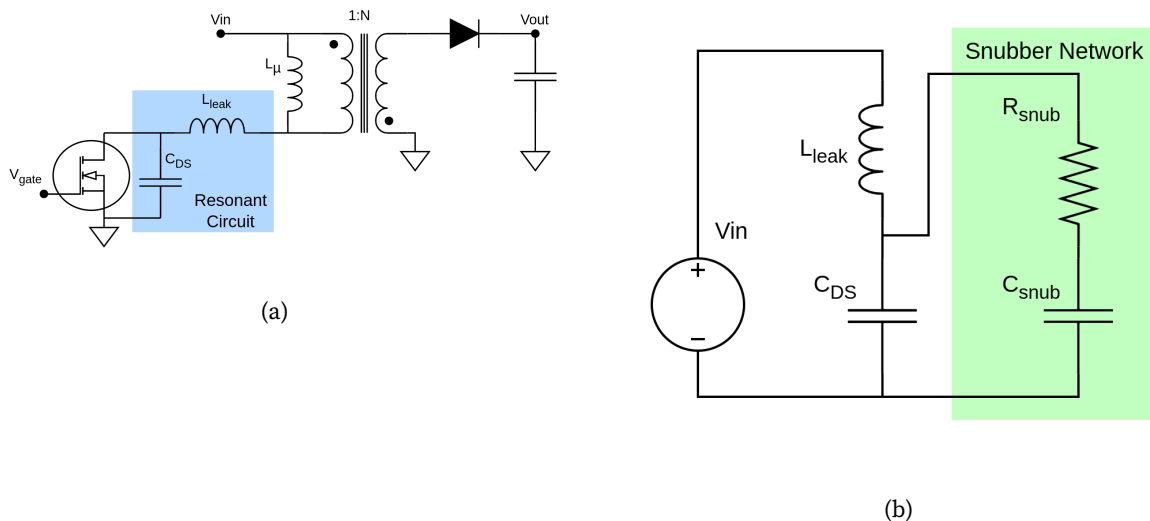 1:N
Vin
Vout
Lμ
Lleak
CDS
Vgate
Resonant
Circuit
(a)
Snubber Network
Rsnub
Lleak
Vin
+
−
CDS
Csnub
(b)